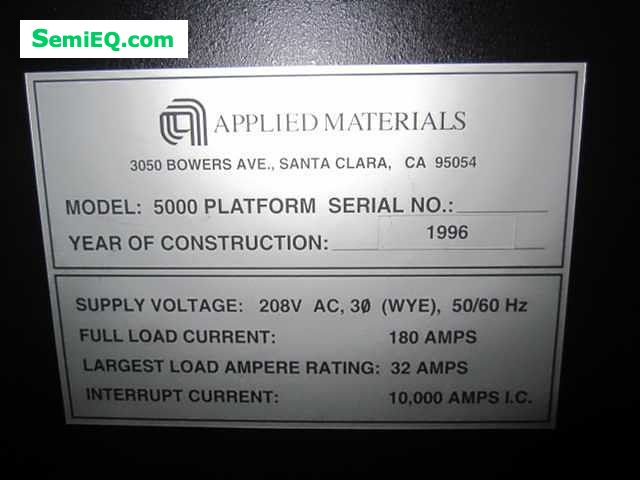 SemiEQ.com
APPLIED MATERIALS
3050 BOWERS AVE., SANTA CLARA, CA 95054
MODEL: 5000 PLATFORM SERIAL NO.:
YEAR OF CONSTRUCTION: 1996
SUPPLY VOLTAGE: 208V AC, 3Ø (WYE), 50/60 Hz
FULL LOAD CURRENT: 180 AMPS
LARGEST LOAD AMPERE RATING: 32 AMPS
INTERRUPT CURRENT: 10,000 AMPS I.C.